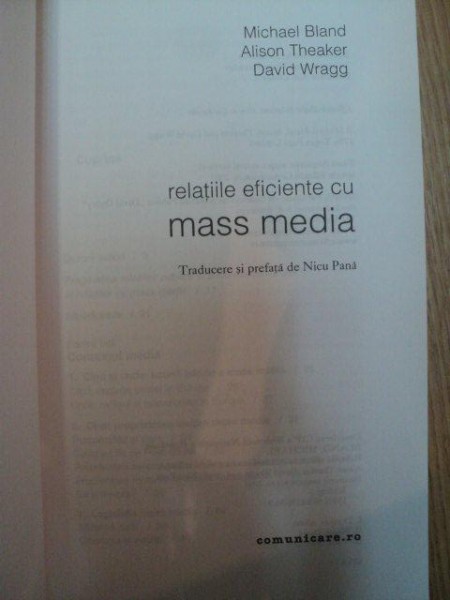 Michael Bland
Alison Theaker
David Wragg
relațiile eficiente cu
mass media
Traducere și prefață de Nicu Pană
comunicare.ro